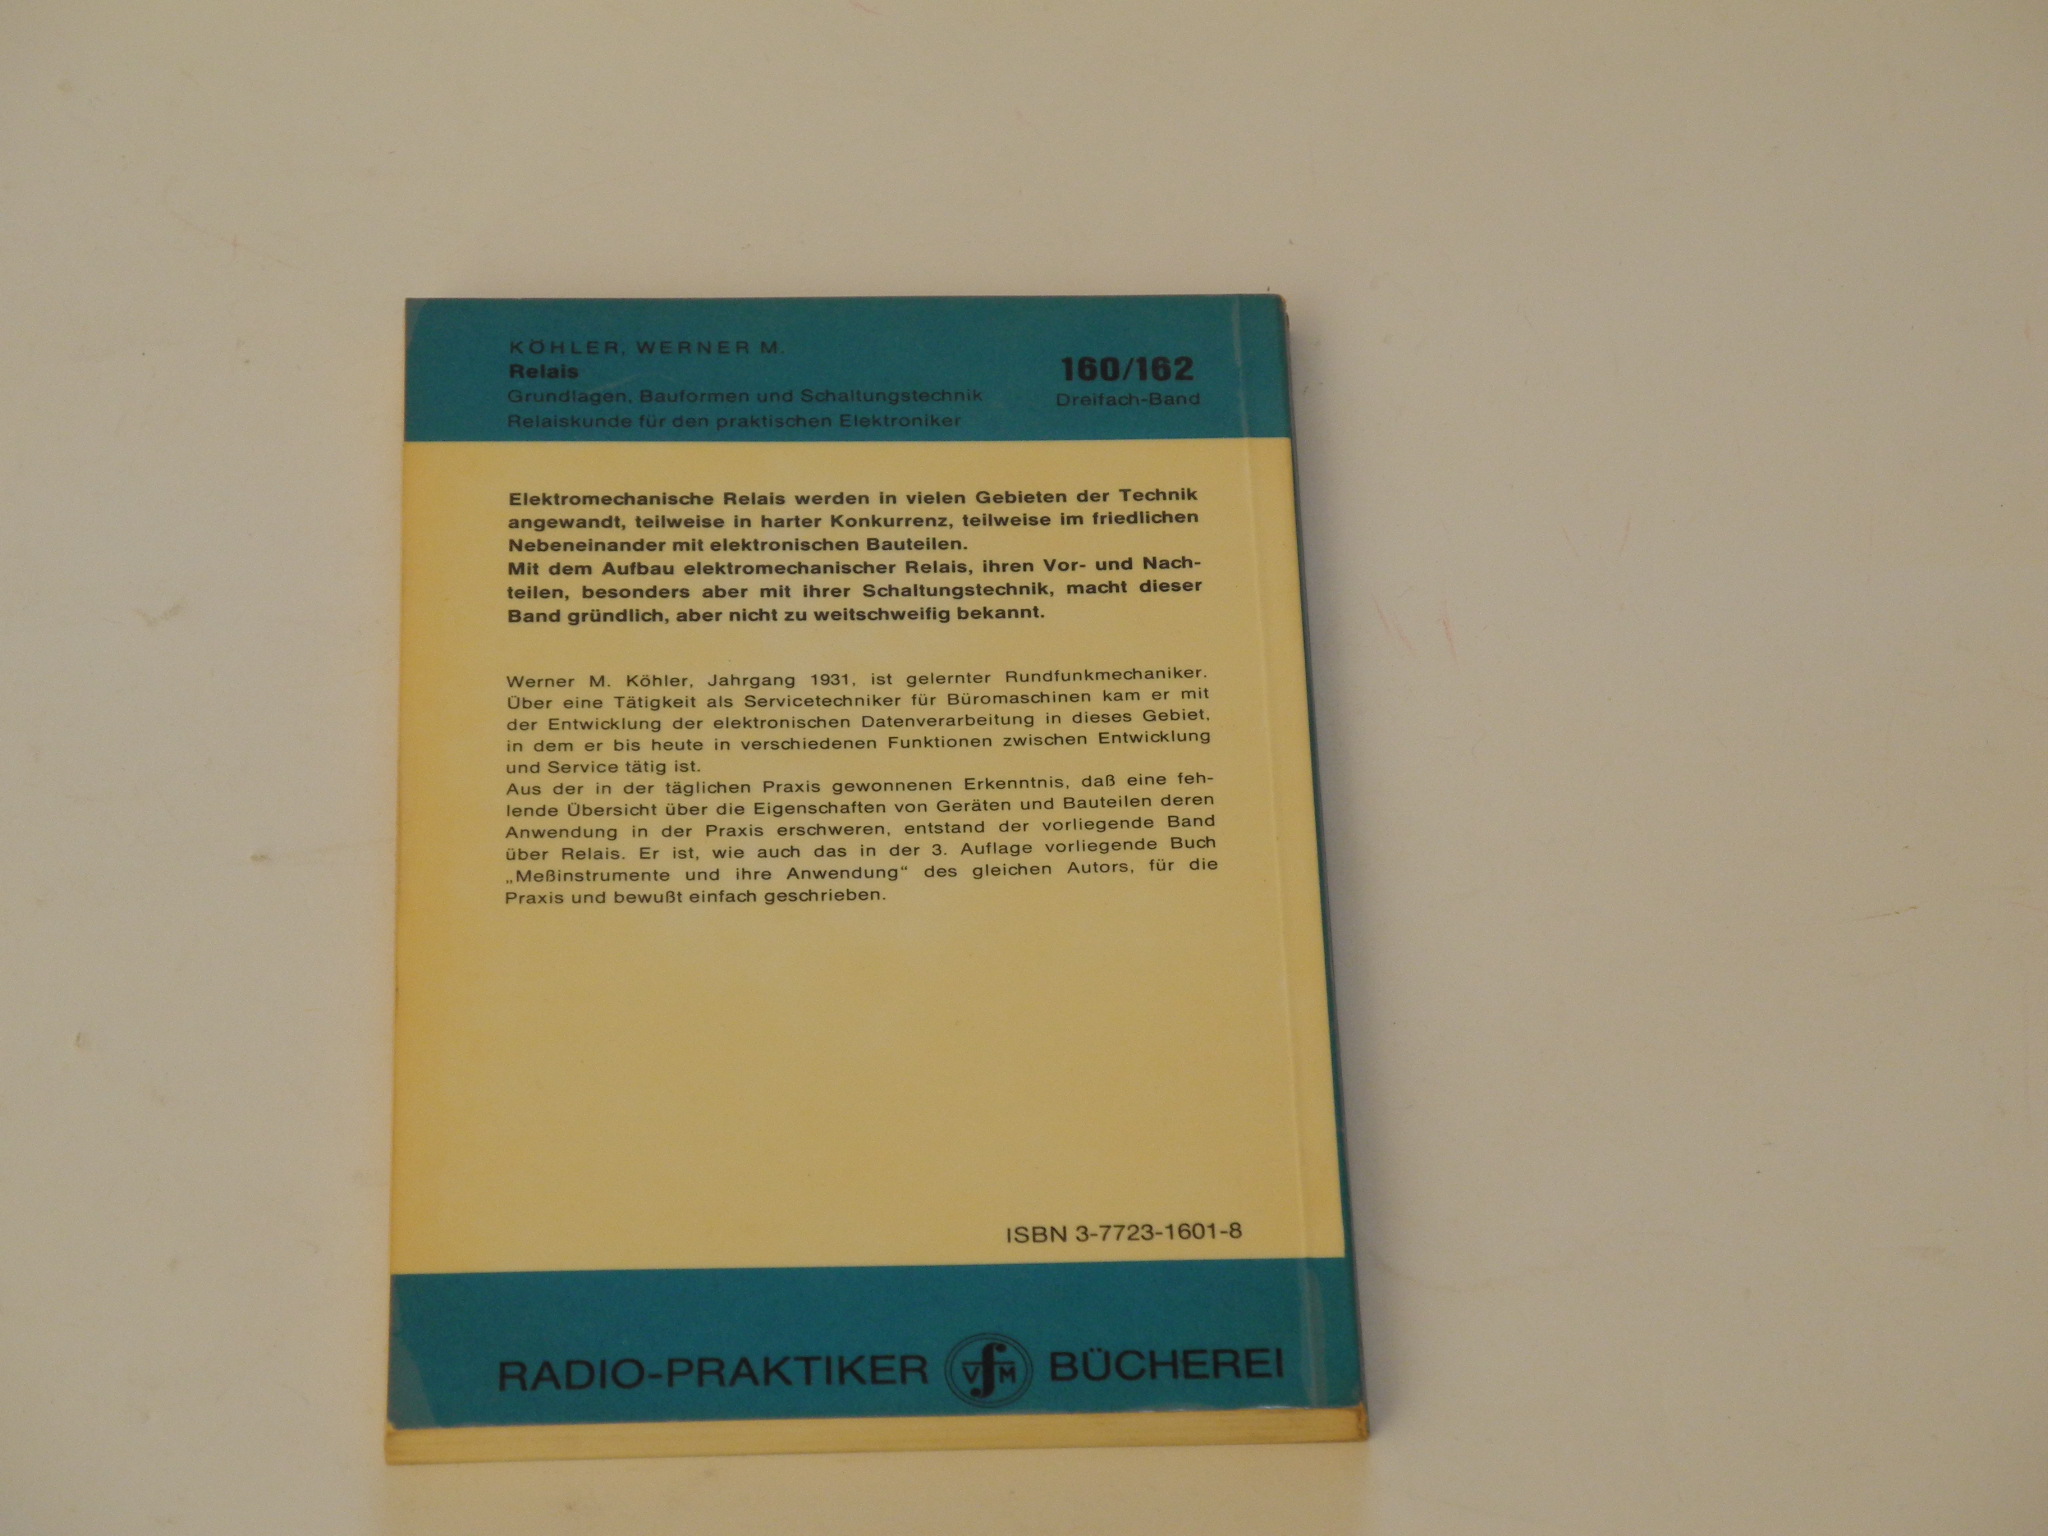 KÖHLER, WERNER M.
Relais
Grundlagen, Bauformen und Schaltungstechnik
Relaiskunde für den praktischen Elektroniker
160/162
Dreifach-Band
Elektromechanische Relais werden in vielen Gebieten der Technik
angewandt, teilweise in harter Konkurrenz, teilweise im friedlichen
Nebeneinander mit elektronischen Bauteilen.
Mit dem Aufbau elektromechanischer Relais, ihren Vor- und Nach-
teilen, besonders aber mit ihrer Schaltungstechnik, macht dieser
Band gründlich, aber nicht zu weitschweifig bekannt.
Werner M. Köhler, Jahrgang 1931, ist gelernter Rundfunkmechaniker.
Über eine Tätigkeit als Servicetechniker für Büromaschinen kam er mit
der Entwicklung der elektronischen Datenverarbeitung in dieses Gebiet,
in dem er bis heute in verschiedenen Funktionen zwischen Entwicklung
und Service tätig ist.
Aus der in der täglichen Praxis gewonnenen Erkenntnis, daß eine feh-
lende Übersicht über die Eigenschaften von Geräten und Bauteilen deren
Anwendung in der Praxis erschweren, entstand der vorliegende Band
über Relais. Er ist, wie auch das in der 3. Auflage vorliegende Buch
„Meßinstrumente und ihre Anwendung“ des gleichen Autors, für die
Praxis und bewußt einfach geschrieben.
ISBN 3-7723-1601-8
RADIO-PRAKTIKER VfM BÜCHEREI